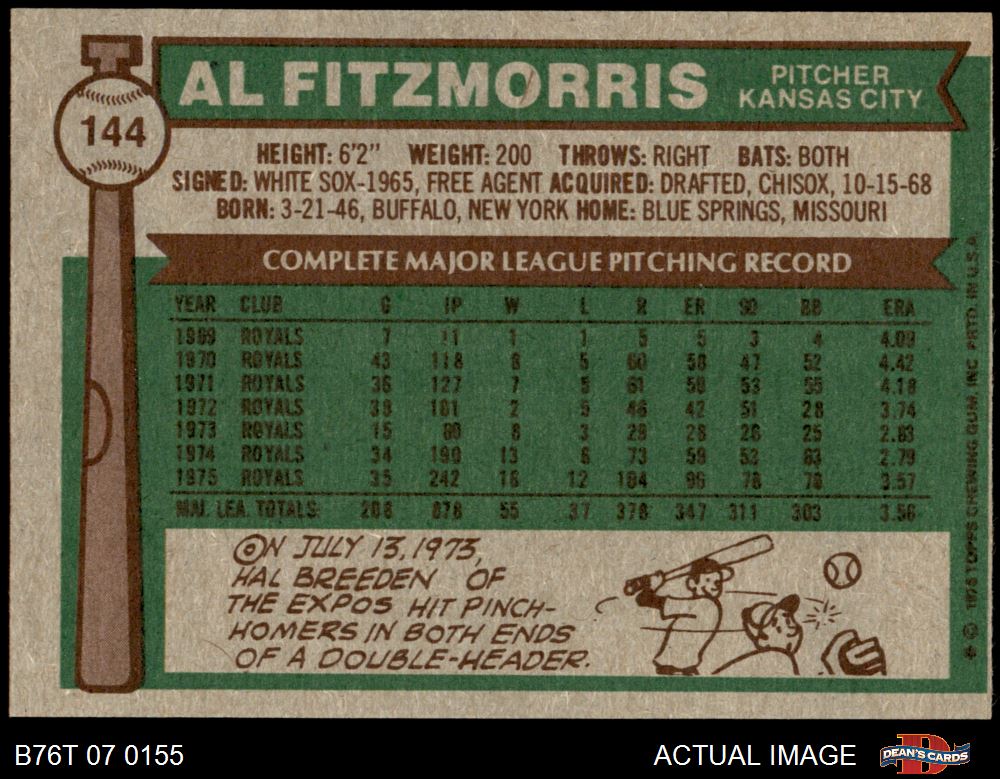 144
AL FITZMORRIS
PITCHER
KANSAS CITY
HEIGHT: 6'2" WEIGHT: 200 THROWS: RIGHT BATS: BOTH
SIGNED: WHITE SOX-1965, FREE AGENT ACQUIRED: DRAFTED, CHISOX, 10-15-68
BORN: 3-21-46, BUFFALO, NEW YORK HOME: BLUE SPRINGS, MISSOURI
COMPLETE MAJOR LEAGUE PITCHING RECORD
YEAR CLUB G IP W L R ER SO BB ERA
1969 ROYALS 7 11 1 1 5 5 3 4 4.09
1970 ROYALS 43 118 8 5 60 58 47 52 4.42
1971 ROYALS 36 127 7 5 61 59 53 55 4.18
1972 ROYALS 38 101 2 5 46 42 51 28 3.74
1973 ROYALS 15 89 8 3 29 28 26 25 2.83
1974 ROYALS 34 190 13 6 73 59 53 63 2.79
1975 ROYALS 35 242 16 12 104 96 78 76 3.57
MAJ. LEA. TOTALS 208 878 55 37 378 347 311 303 3.56
ON JULY 13, 1973,
HAL BREEDEN OF
THE EXPOS HIT PINCH-
HOMERS IN BOTH ENDS
OF A DOUBLE-HEADER.
© 1976 TOPPS CHEWING GUM, INC. PRTD. IN U.S.A.
B76T 07 0155
ACTUAL IMAGE
DEAN'S CARDS